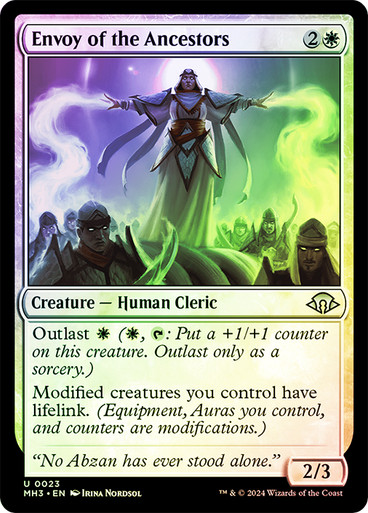 Envoy of the Ancestors 2
Creature — Human Cleric
Outlast (, : Put a +1/+1 counter
on this creature. Outlast only as a
sorcery.)
Modified creatures you control have
lifelink. (Equipment, Auras you control,
and counters are modifications.)
“No Abzan has ever stood alone.”
2/3
U 0023
MH3 • EN Irina Nordsol
™ & © 2024 Wizards of the Coast